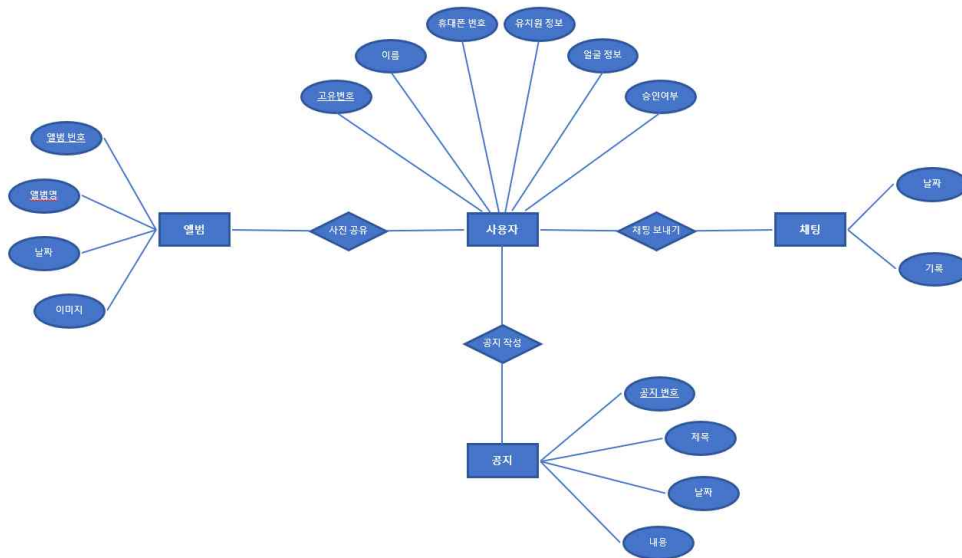 휴대폰 번호
유치원 정보
이름
얼굴 정보
고유번호
승인여부
앨범 번호
앨범명
날짜
이미지
앨범
사진 공유
사용자
채팅 보내기
채팅
날짜
기록
공지 작성
공지
공지 번호
제목
날짜
내용